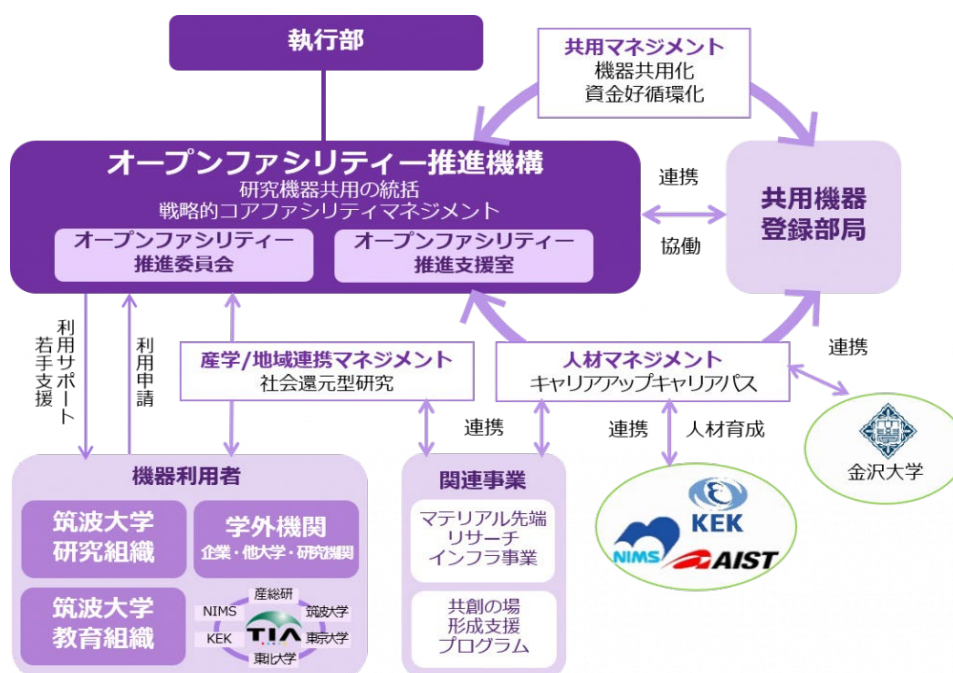 執行部
共用マネジメント
機器共用化
資金好循環化
オープンファシリティー推進機構
研究機器共用の統括
戦略的コアファシリティマネジメント
オープンファシリティー
推進委員会
オープンファシリティー
推進支援室
連携
協働
共用機器
登録部局
利用サポート
若手支援
利用申請
産学/地域連携マネジメント
社会還元型研究
人材マネジメント
キャリアアップキャリアパス
連携
連携
連携
人材育成
金沢大学
機器利用者
筑波大学
研究組織
学外機関
企業・他大学・研究機関
筑波大学
教育組織
産総研
NIMS
筑波大学
KEK
TIA
東京大学
東北大学
関連事業
マテリアル先端
リサーチ
インフラ事業
共創の場
形成支援
プログラム
KEK
NIMS
AIST